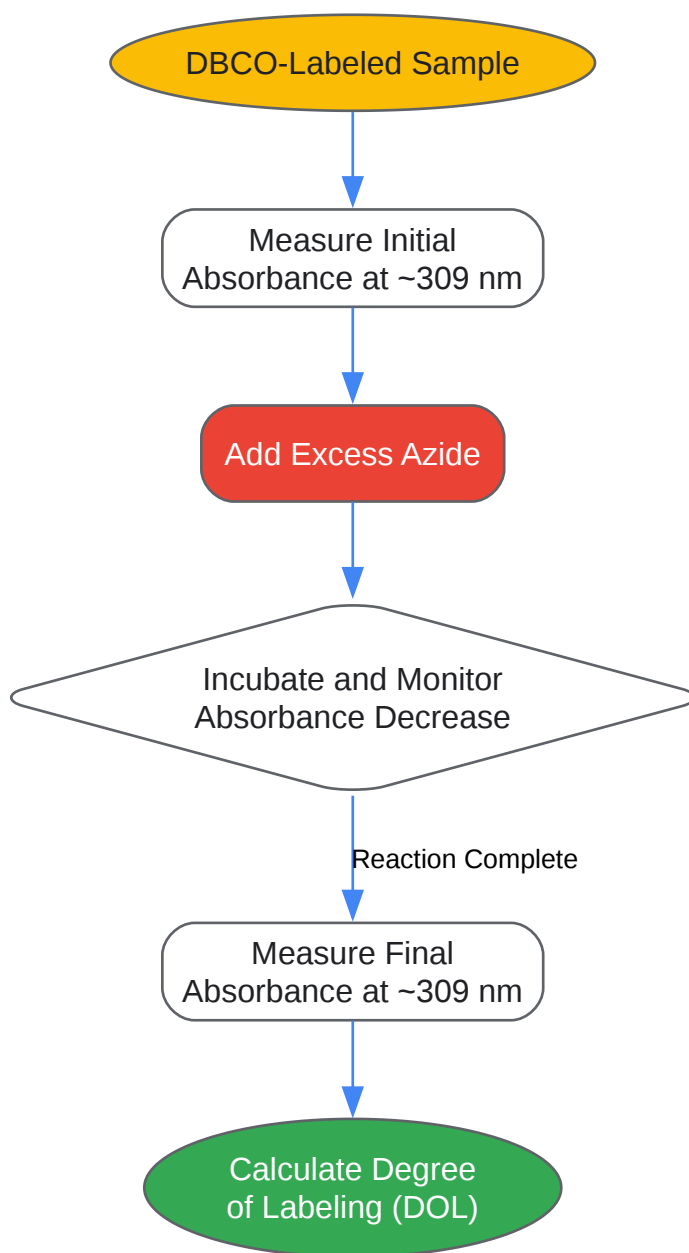 DBCO-Labeled Sample
Measure Initial
Absorbance at ~309 nm
Add Excess Azide
Incubate and Monitor
Absorbance Decrease
Reaction Complete
Measure Final
Absorbance at ~309 nm
Calculate Degree
of Labeling (DOL)